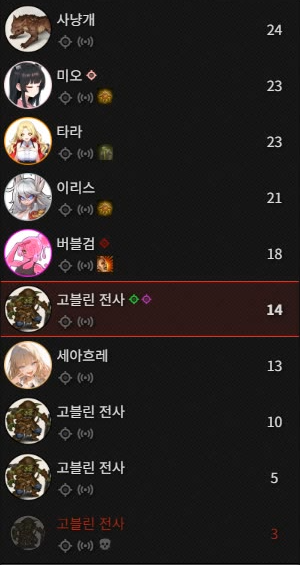 사냥개 24
미오 23
타라 23
이리스 21
버블검 18
고블린 전사 14
세아흐레 13
고블린 전사 10
고블린 전사 5
고블린 전사 3